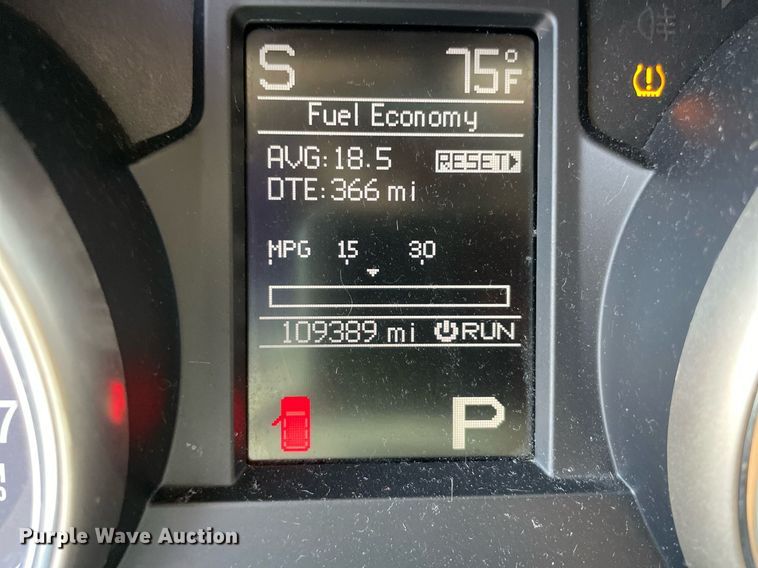 S 75°F
Fuel Economy
AVG: 18.5 RESET
DTE: 366 mi
MPG 15 30
109389 mi RUN
P
7
Purple Wave Auction